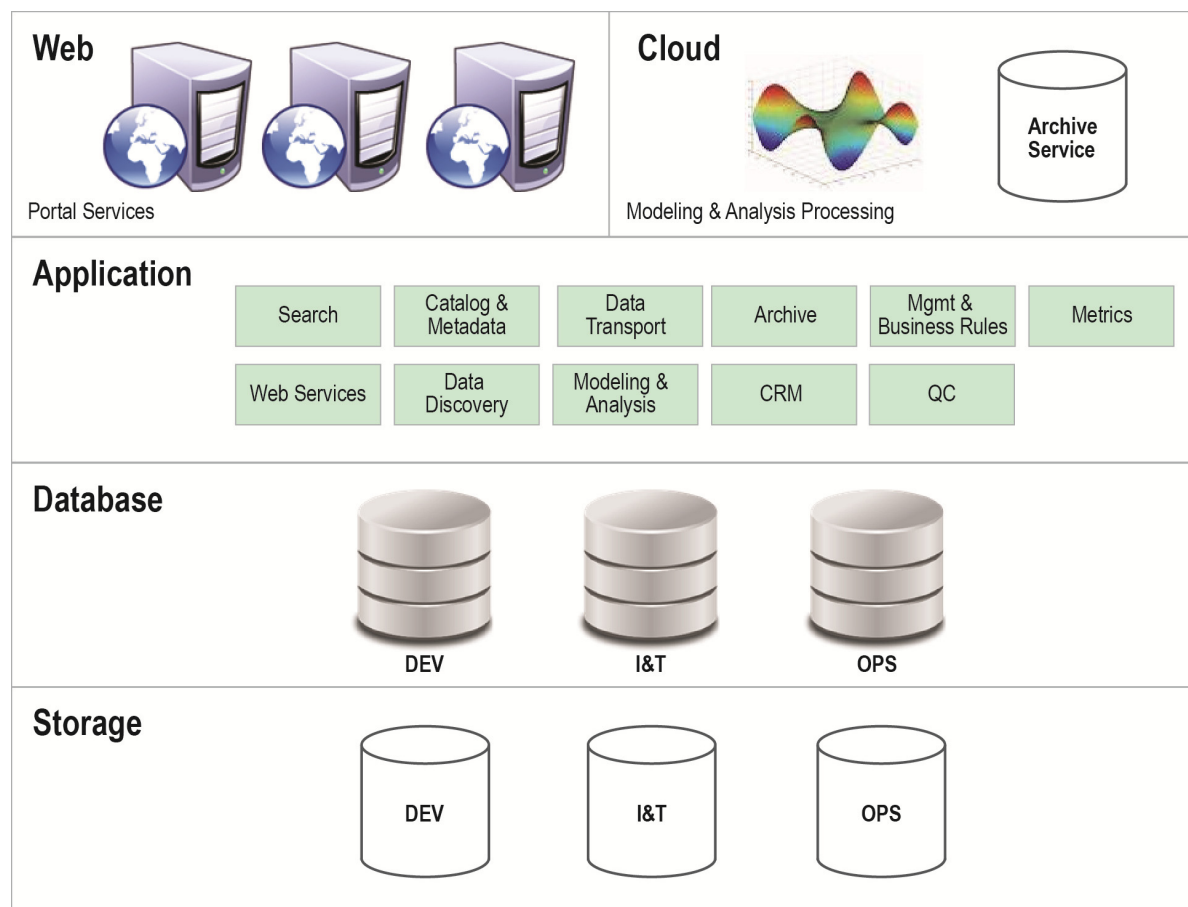 Web
Portal Services
Cloud
Archive
Service
Modeling & Analysis Processing
Application
Search
Catalog &
Metadata
Data
Transport
Archive
Mgmt &
Business Rules
Metrics
Web Services
Data
Discovery
Modeling &
Analysis
CRM
QC
Database
DEV
I&T
OPS
Storage
DEV
I&T
OPS